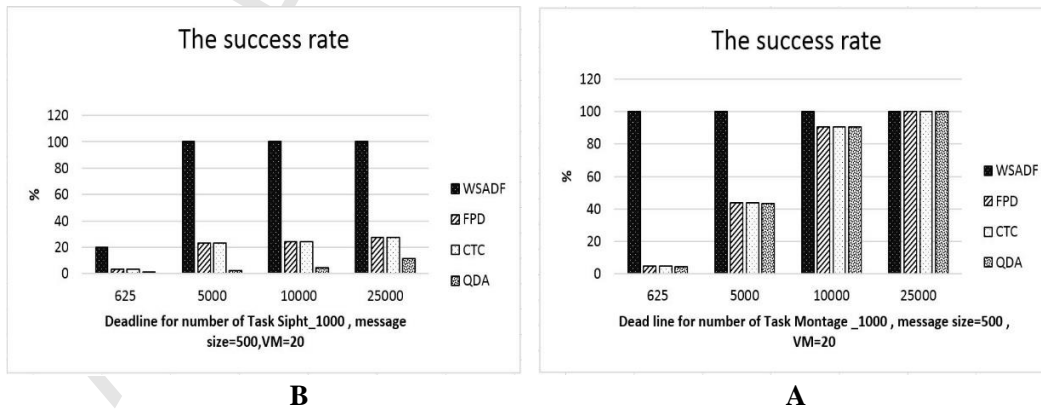 The success rate
120
100
80
60
40
20
0
%
625 5000 10000 25000
Deadline for number of Task Sipht_1000 , message
size=500,VM=20
WSADF
FPD
CTC
QDA
B
The success rate
120
100
80
60
40
20
0
%
625 5000 10000 25000
Dead line for number of Task Montage _1000 , message size=500 ,
VM=20
WSADF
FPD
CTC
QDA
A